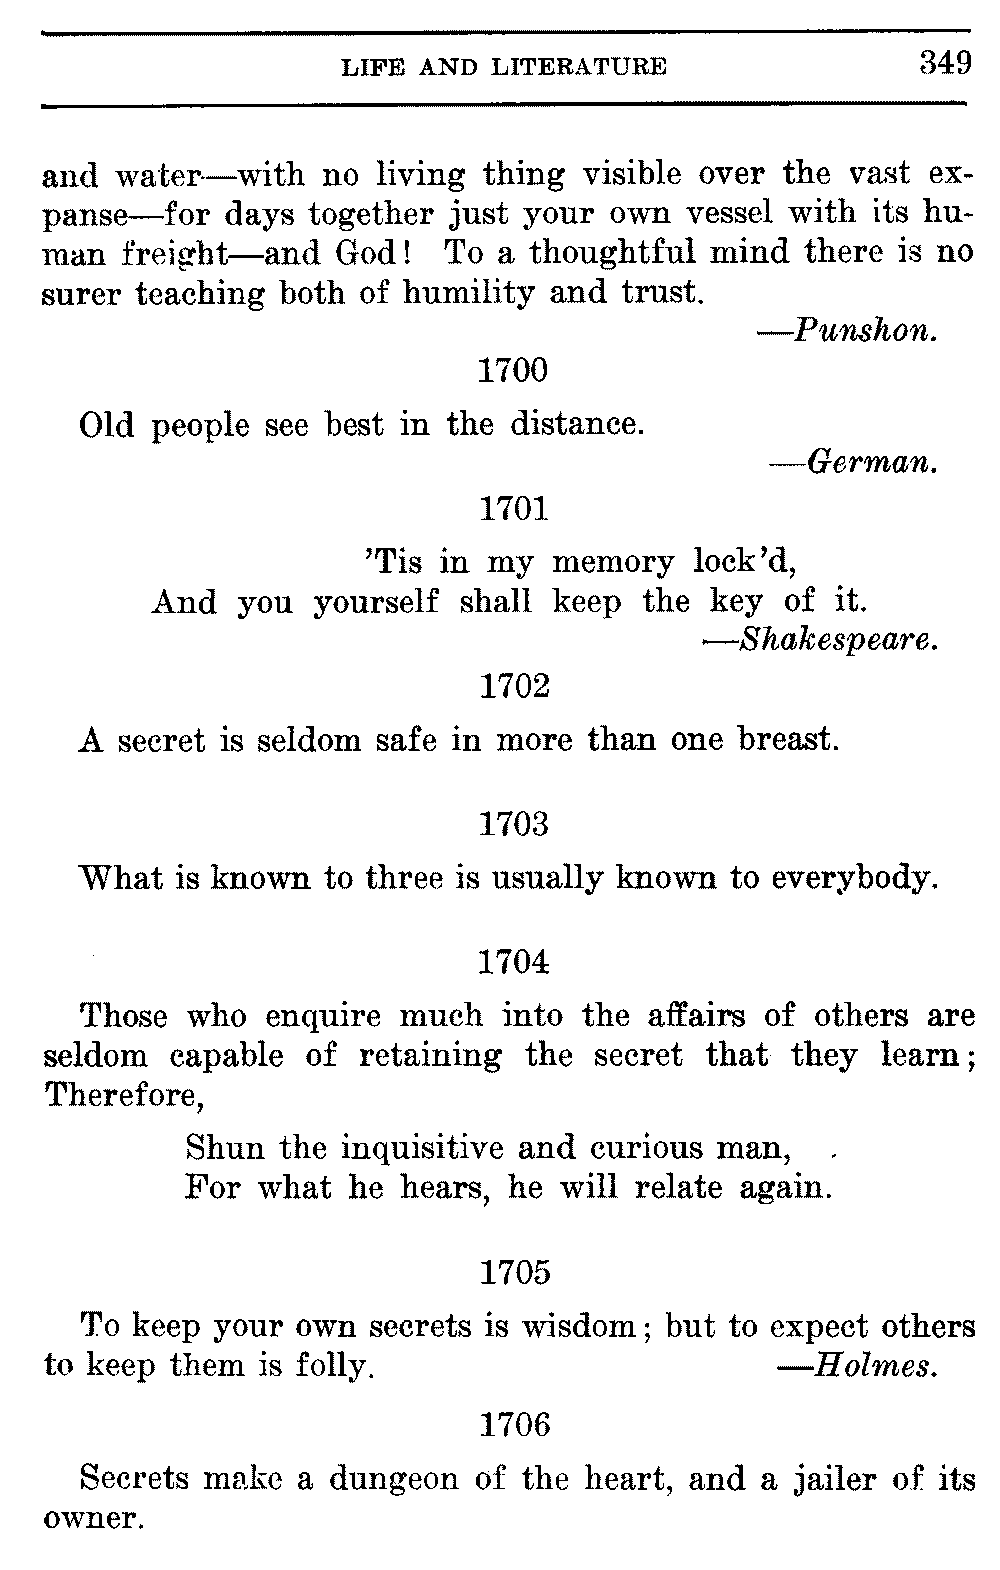 LIFE AND LITERATURE 349
and water—with no living thing visible over the vast ex-
panse—for days together just your own vessel with its hu-
man freight—and God! To a thoughtful mind there is no
surer teaching both of humility and trust.
—Punshon.
1700
Old people see best in the distance.
—German.
1701
'Tis in my memory lock'd,
And you yourself shall keep the key of it.
—Shakespeare.
1702
A secret is seldom safe in more than one breast.
1703
What is known to three is usually known to everybody.
1704
Those who enquire much into the affairs of others are
seldom capable of retaining the secret that they learn;
Therefore,
Shun the inquisitive and curious man,
For what he hears, he will relate again.
1705
To keep your own secrets is wisdom; but to expect others
to keep them is folly. —Holmes.
1706
Secrets make a dungeon of the heart, and a jailer of its
owner.